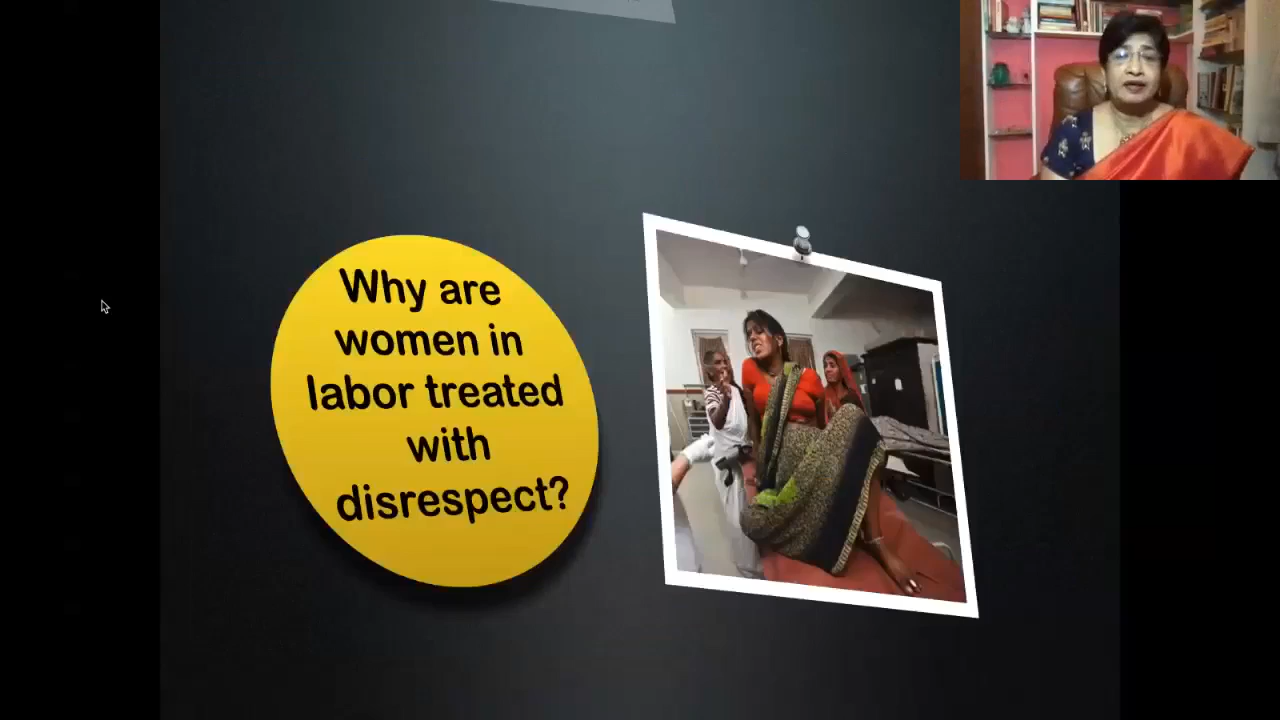 Why are
women in
labor treated
with
disrespect?